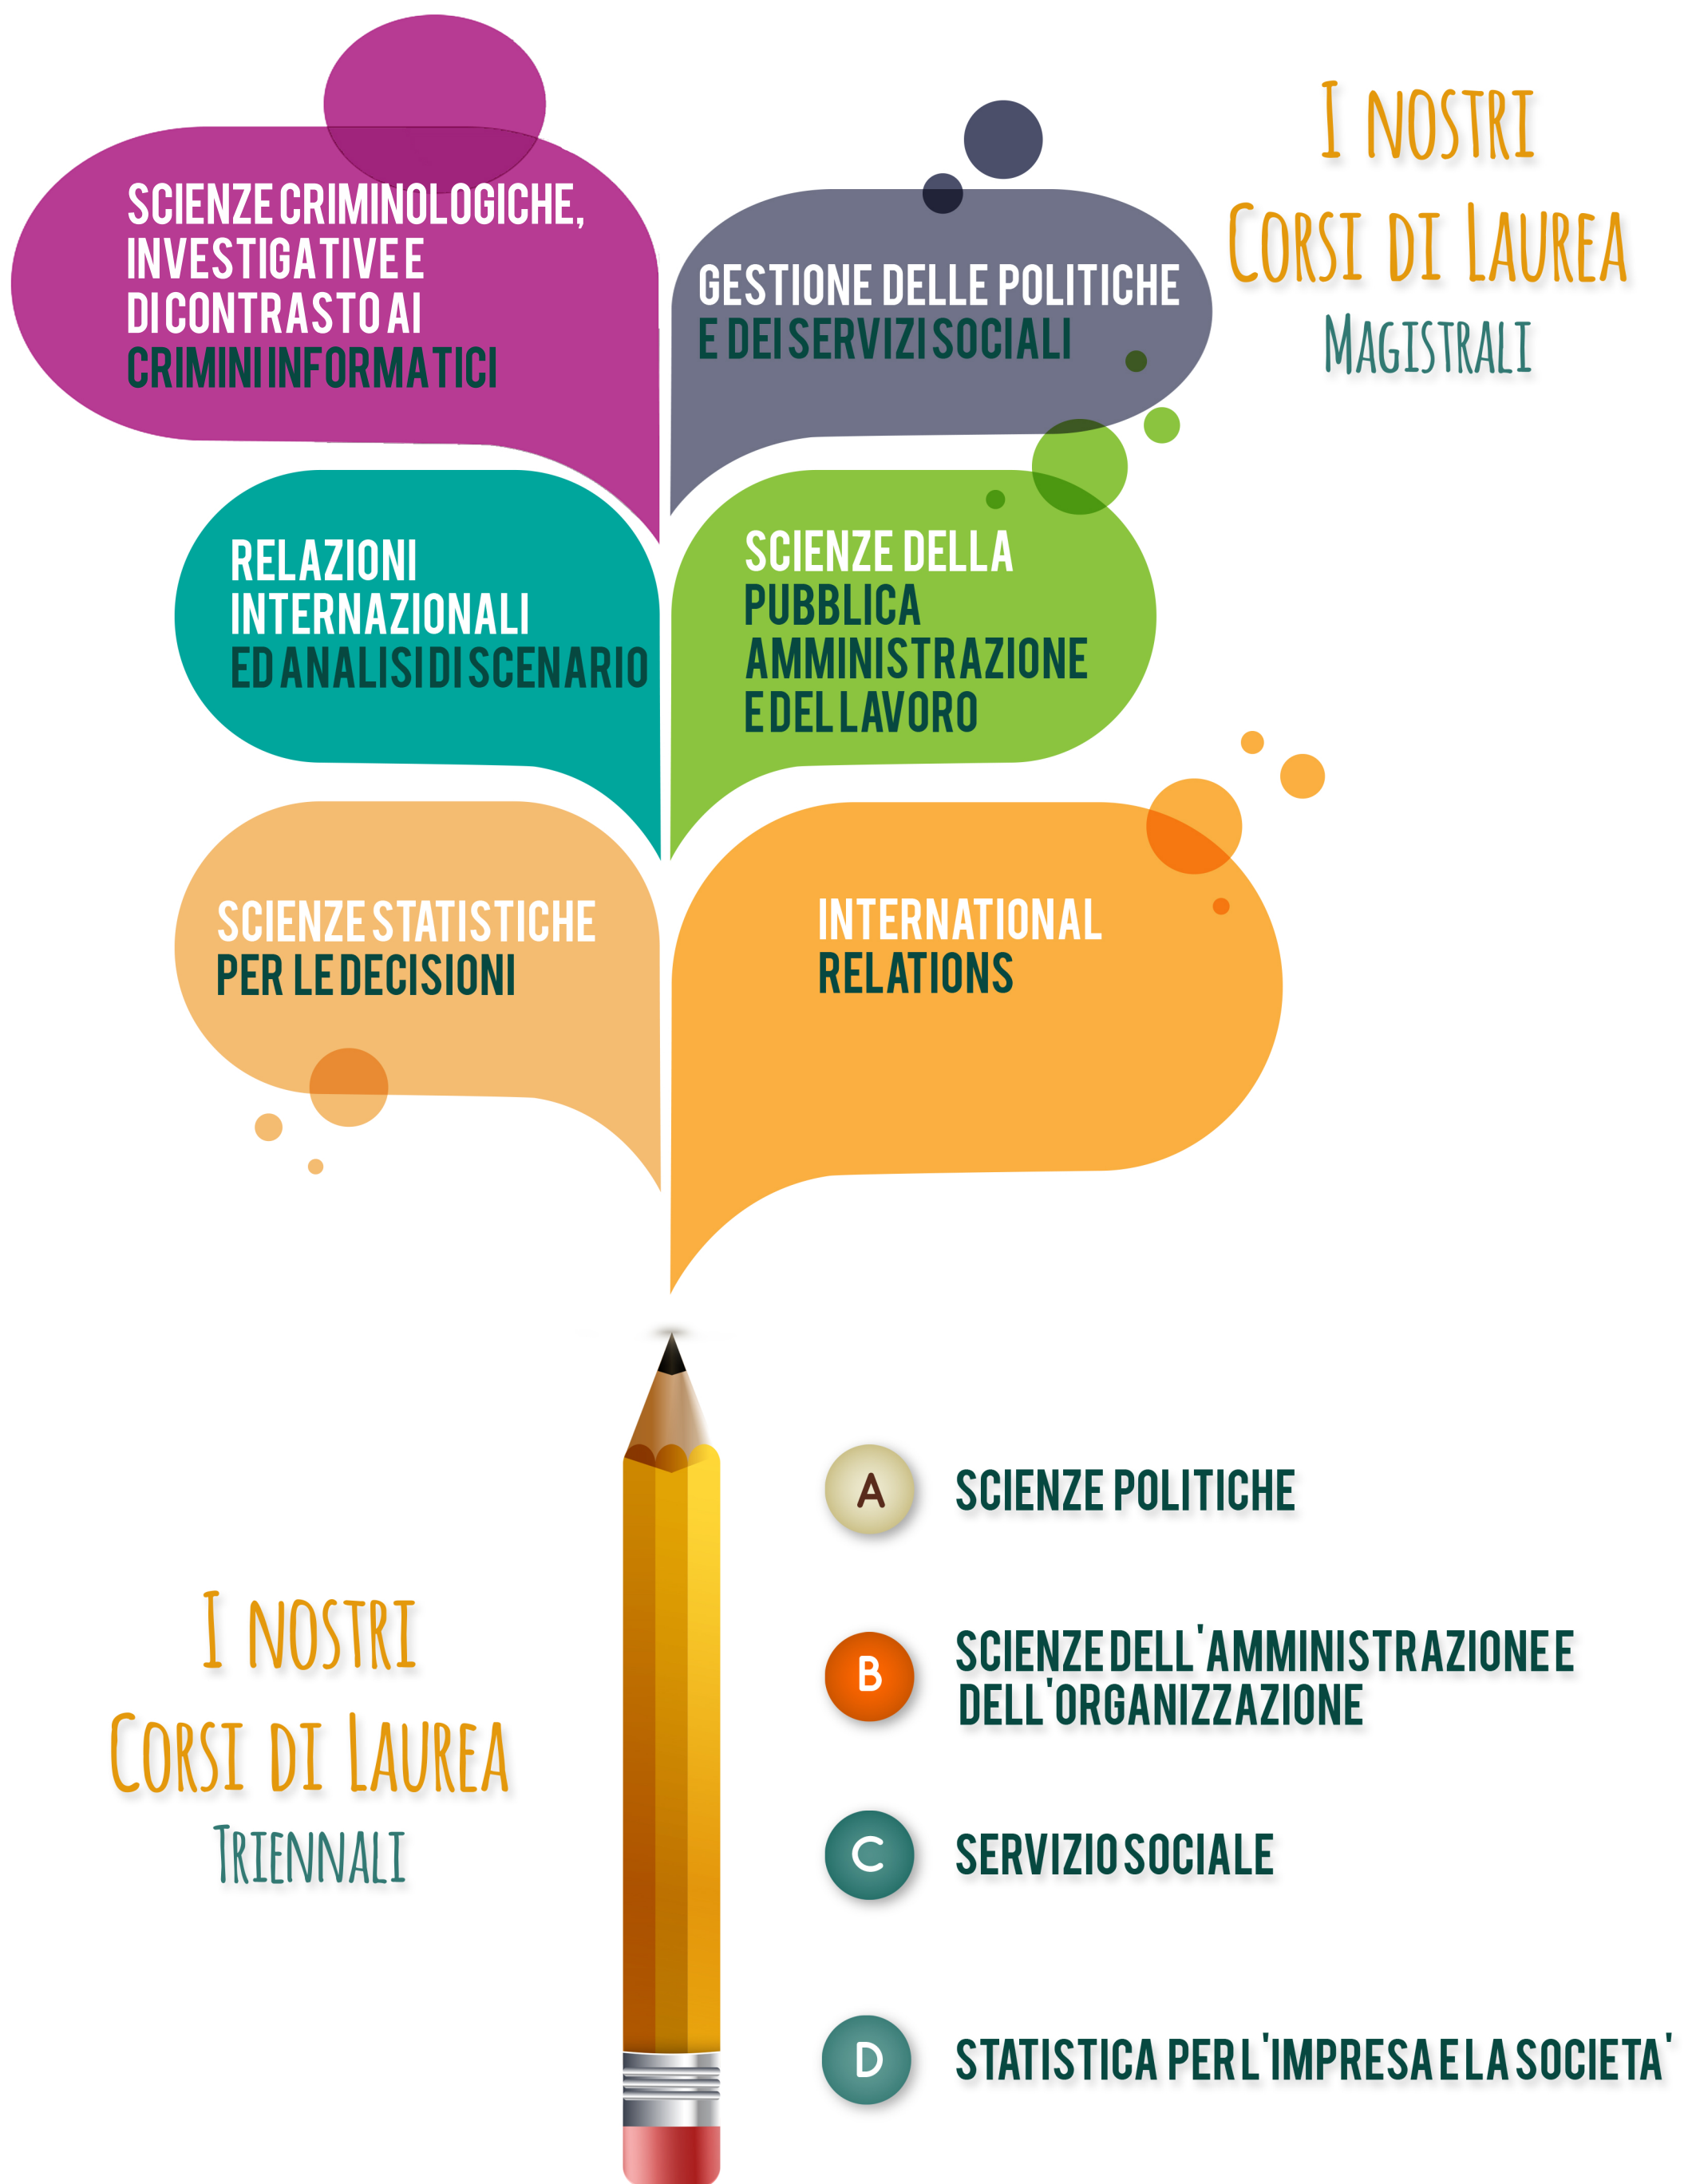 I nostri
Corsi di Laurea
Magistrali
SCIENZE CRIMINOLOGICHE,
INVESTIGATIVE E
DI CONTRASTO AI
CRIMINI INFORMATICI
GESTIONE DELLE POLITICHE
E DEI SERVIZI SOCIALI
RELAZIONI
INTERNAZIONALI
ED ANALISI DI SCENARIO
SCIENZE DELLA
PUBBLICA
AMMINISTRAZIONE
E DEL LAVORO
SCIENZE STATISTICHE
PER LE DECISIONI
INTERNATIONAL
RELATIONS
I nostri
Corsi di Laurea
Triennali
A
SCIENZE POLITICHE
B
SCIENZE DELL'AMMINISTRAZIONE E
DELL'ORGANIZZAZIONE
C
SERVIZIO SOCIALE
D
STATISTICA PER L'IMPRESA E LA SOCIETA'